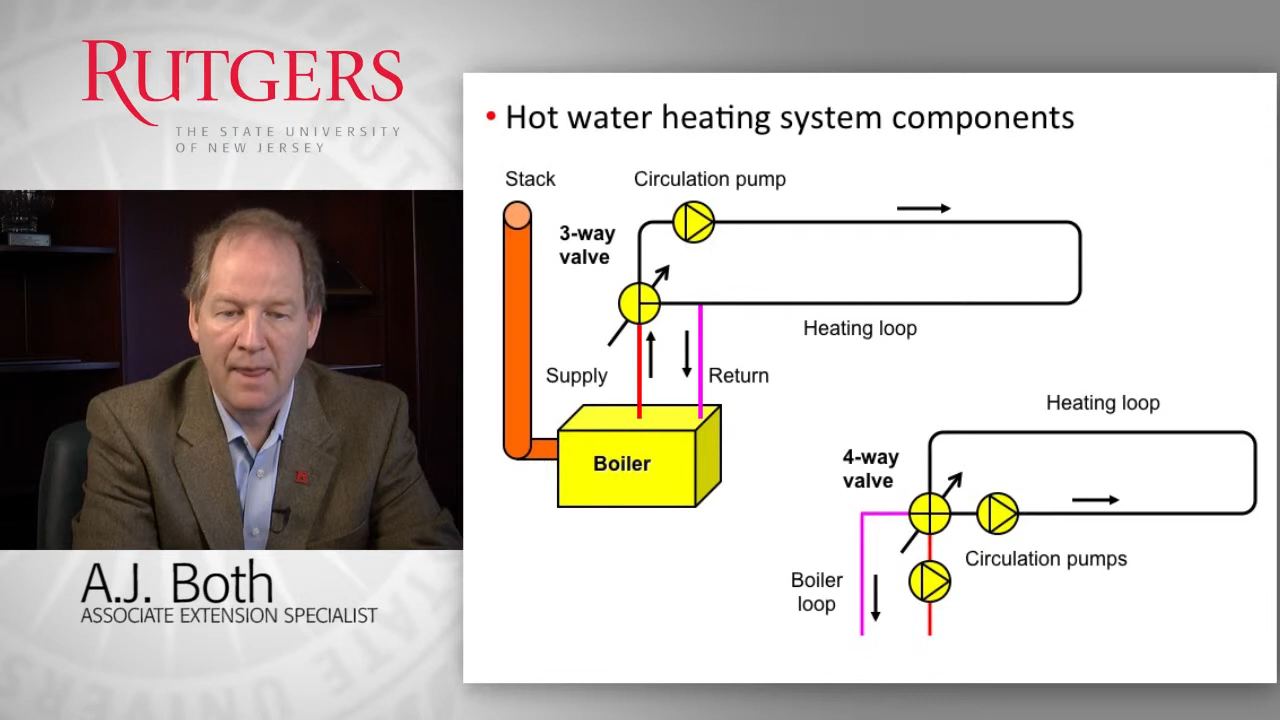 RUTGERS
THE STATE UNIVERSITY
OF NEW JERSEY
A.J. Both
ASSOCIATE EXTENSION SPECIALIST
• Hot water heating system components
Stack
Circulation pump
3-way
valve
Heating loop
Supply
Return
Boiler
Heating loop
4-way
valve
Circulation pumps
Boiler
loop